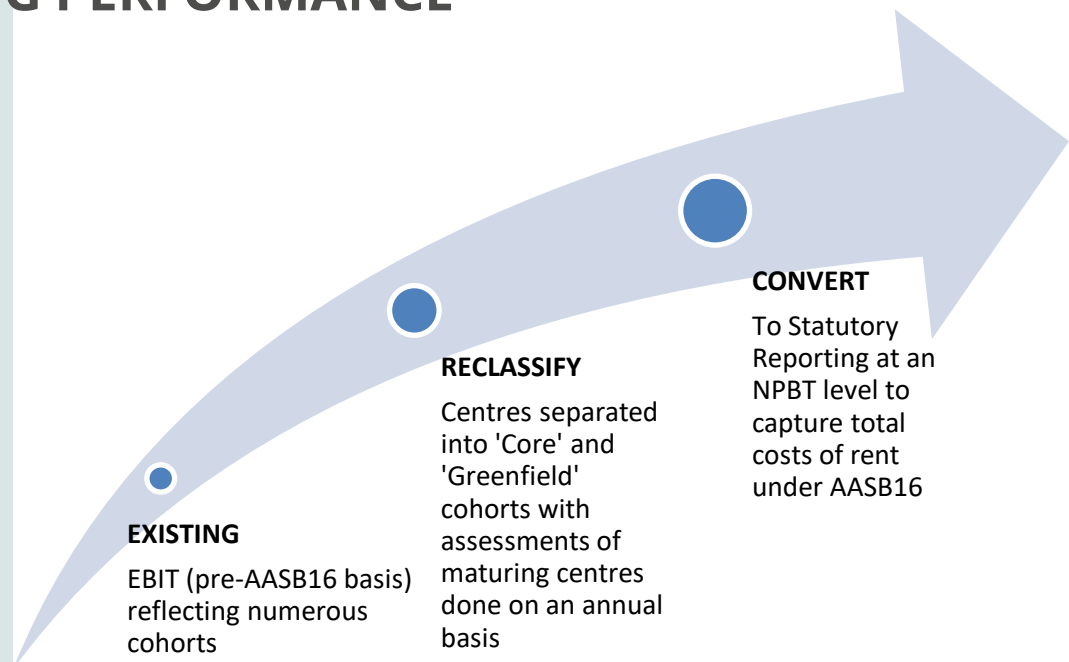 G PERFORMANCE
EXISTING
EBIT (pre-AASB16 basis)
reflecting numerous
cohorts
RECLASSIFY
Centres separated
into 'Core' and
'Greenfield'
cohorts with
assessments of
maturing centres
done on an annual
basis
CONVERT
To Statutory
Reporting at an
NPBT level to
capture total
costs of rent
under AASB16